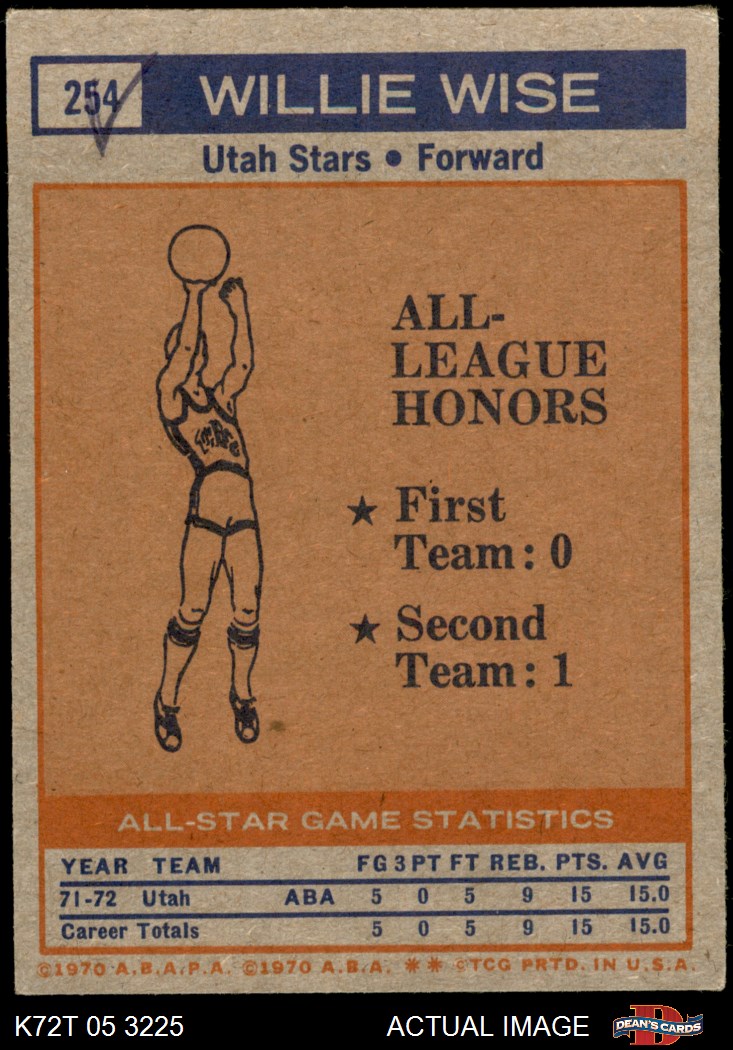 254 WILLIE WISE
Utah Stars • Forward
ALL-
LEAGUE
HONORS
★ First
Team: 0
★ Second
Team: 1
ALL-STAR GAME STATISTICS
YEAR TEAM FG 3 PT FT REB. PTS. AVG
71-72 Utah ABA 5 0 5 9 15 15.0
Career Totals 5 0 5 9 15 15.0
©1970 A.B.A.P.A. ©1970 A.B.A. ** ©TCG PRTD. IN U.S.A.
K72T 05 3225 ACTUAL IMAGE DEAN'S CARDS